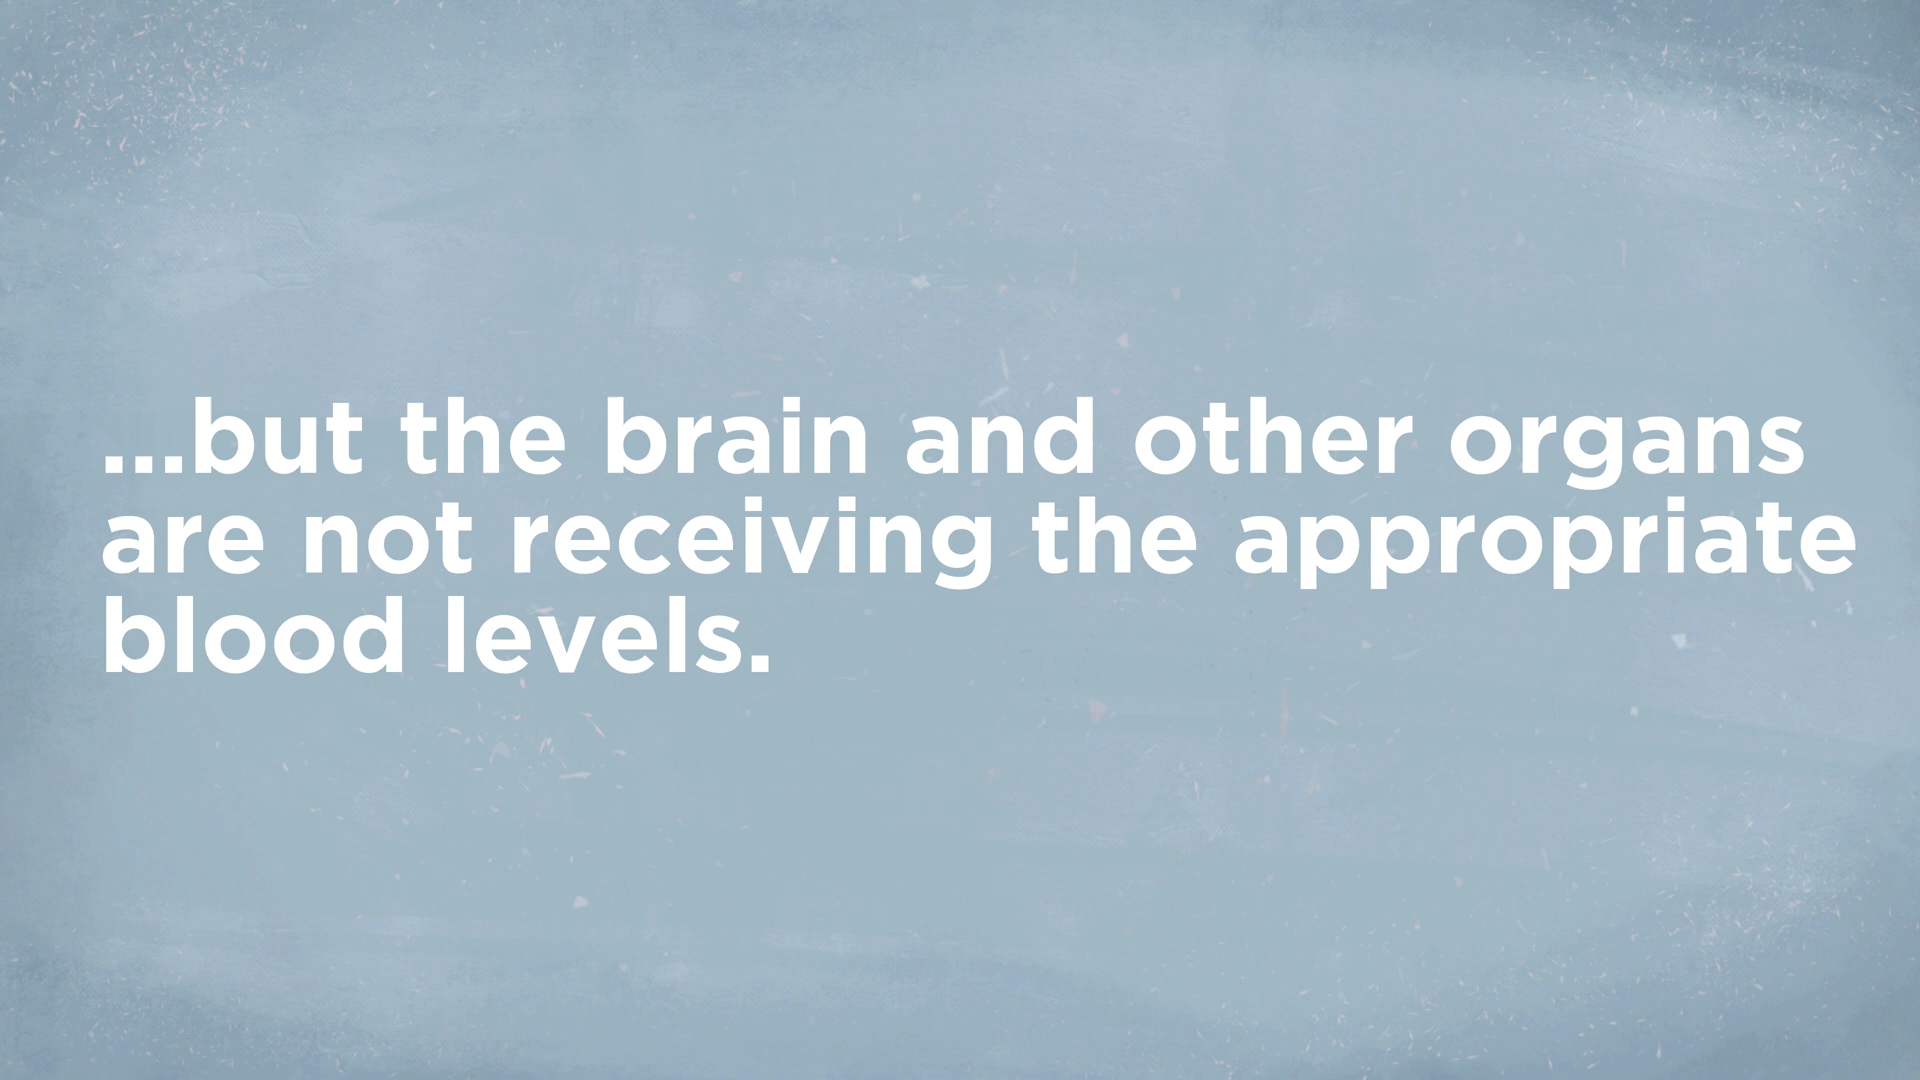 ...but the brain and other organs
are not receiving the appropriate
blood levels.